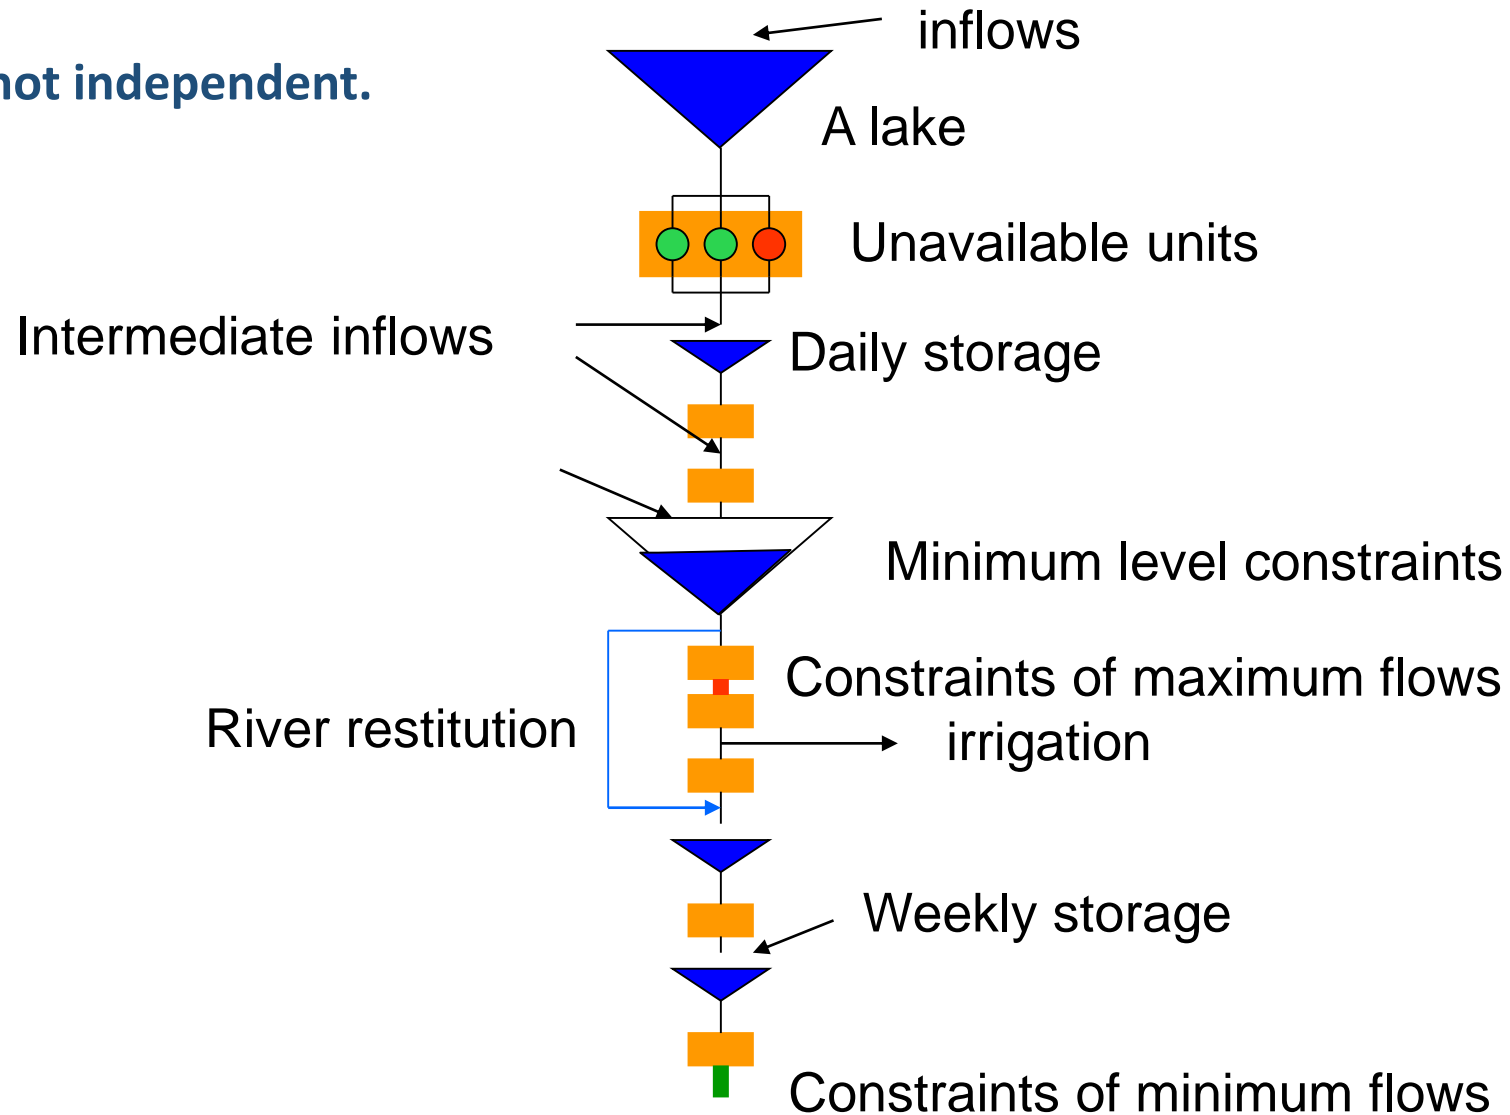 inflows
not independent.
A lake
Unavailable units
Intermediate inflows
Daily storage
Minimum level constraints
Constraints of maximum flows
River restitution
irrigation
Weekly storage
Constraints of minimum flows